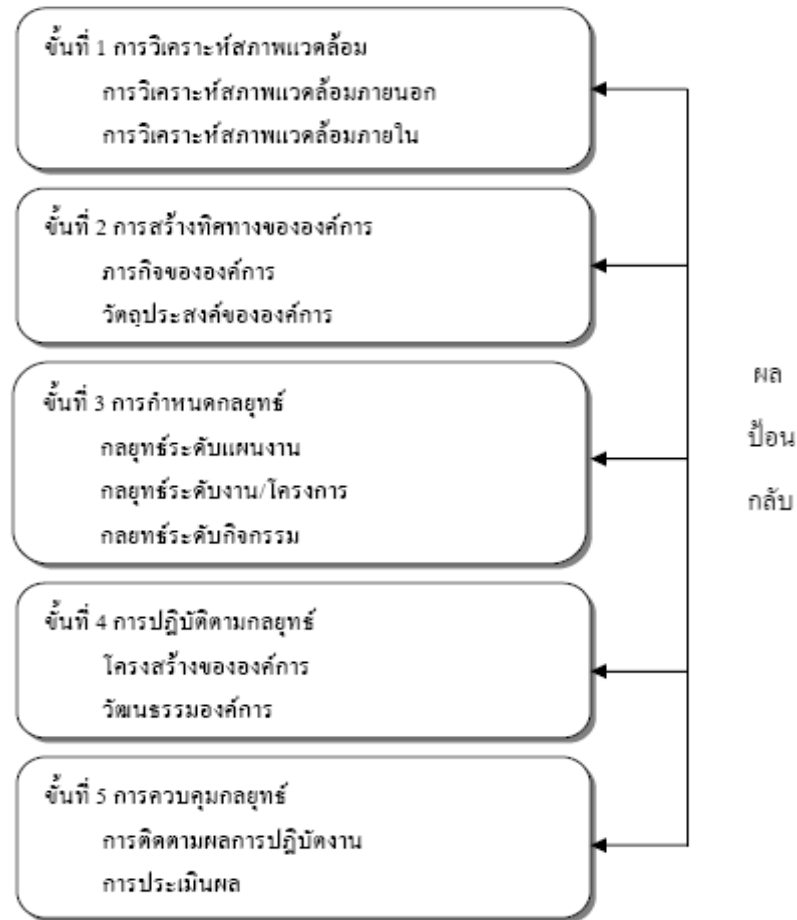 ขั้นที่ 1 การวิเคราะห์สภาพแวดล้อม
การวิเคราะห์สภาพแวดล้อมภายนอก
การวิเคราะห์สภาพแวดล้อมภายใน
ขั้นที่ 2 การสร้างทิศทางขององค์การ
ภารกิจขององค์การ
วัตถุประสงค์ขององค์การ
ขั้นที่ 3 การกำหนดกลยุทธ์
กลยุทธ์ระดับแผนงาน
กลยุทธ์ระดับงาน/โครงการ
กลยทธ์ระดับกิจกรรม
ขั้นที่ 4 การปฏิบัติตามกลยุทธ์
โครงสร้างขององค์การ
วัฒนธรรมองค์การ
ขั้นที่ 5 การควบคุมกลยุทธ์
การติดตามผลการปฏิบัตงาน
การประเมินผล
ผล
ป้อน
กลับ